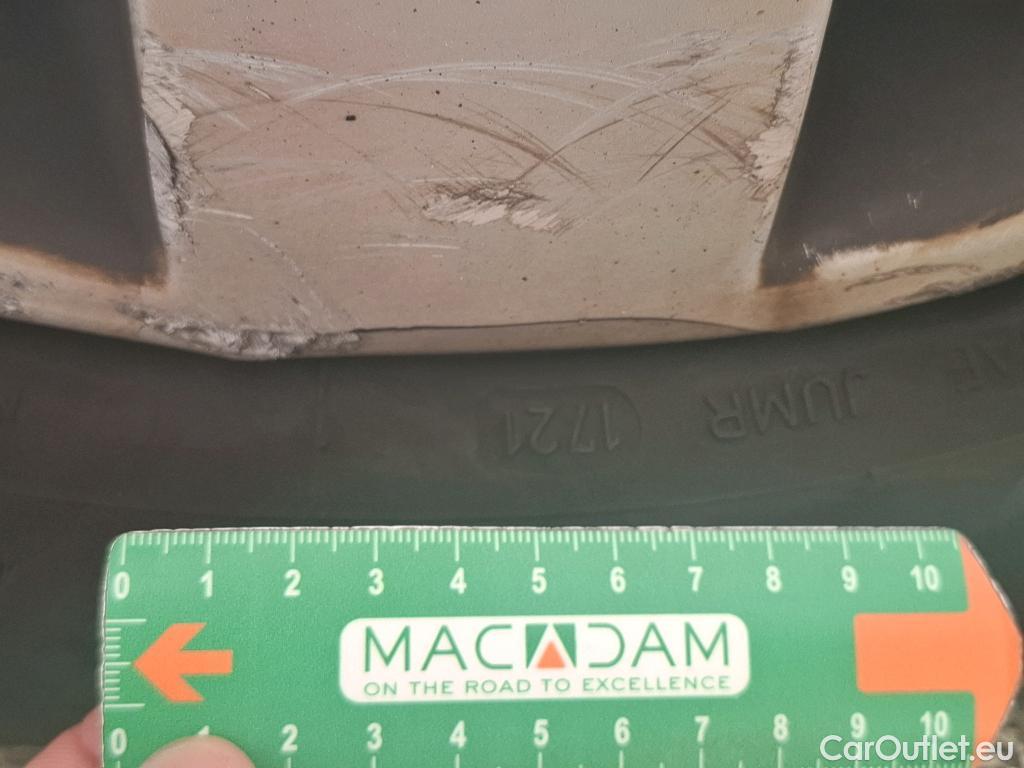 1721 JUMR
0 1 2 3 4 5 6 7 8 9 10
MACADAM
ON THE ROAD TO EXCELLENCE
0 1 2 3 4 5 6 7 8 9 10
CarOutlet.eu